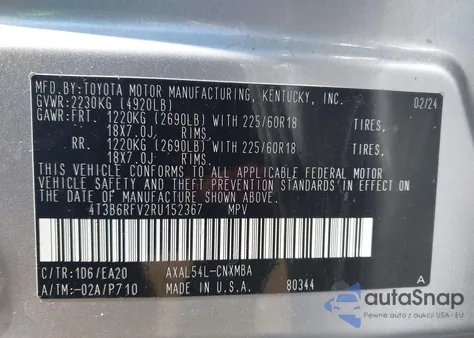 MFD.BY:TOYOTA MOTOR MANUFACTURING, KENTUCKY, INC.
GVWR:2230KG (4920LB) 02/24
GAWR:FRT. 1220KG (2690LB) WITH 225/60R18 TIRES,
18X7.0J, RIMS.
RR. 1220KG (2690LB) WITH 225/60R18 TIRES,
18X7.0J, RIMS.
THIS VEHICLE CONFORMS TO ALL APPLICABLE FEDERAL MOTOR
VEHICLE SAFETY STANDARDS IN EFFECT ON
THE DATE OF MANUFACTURE SHOWN ABOVE.
4T3B6RFV2RU152367 MPV
C/TR:1D6/EA20 AXAL54L-CNXMBA A
A/TM:-02A/P710 MADE IN U.S.A. 80344
autoSnap
Pewne auta z aukcji USA - EU